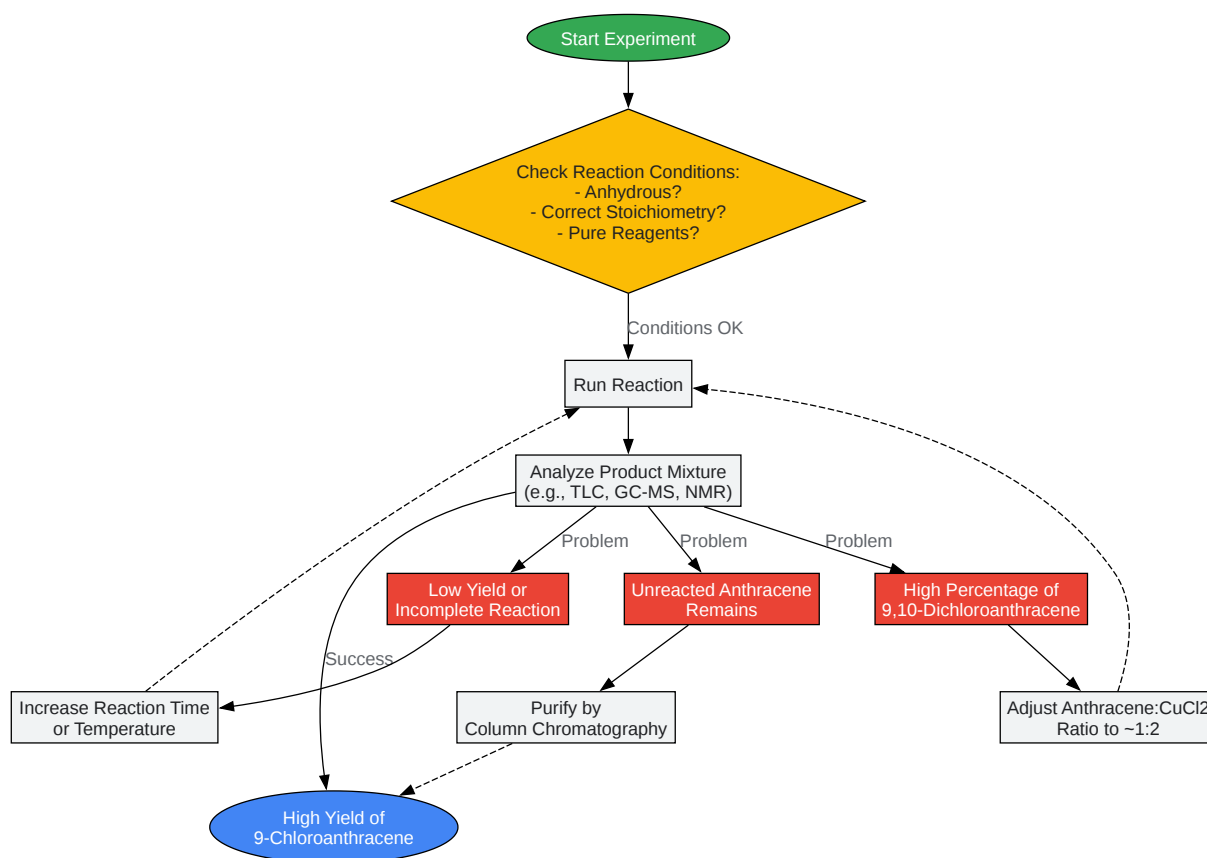 Start Experiment
Check Reaction Conditions:
- Anhydrous?
- Correct Stoichiometry?
- Pure Reagents?
Conditions OK
Run Reaction
Analyze Product Mixture
(e.g., TLC, GC-MS, NMR)
Problem
Problem
Problem
Low Yield or
Incomplete Reaction
Unreacted Anthracene
Remains
High Percentage of
9,10-Dichloroanthracene
Success
Increase Reaction Time
or Temperature
Purify by
Column Chromatography
Adjust Anthracene:CuCl2
Ratio to ~1:2
High Yield of
9-Chloroanthracene